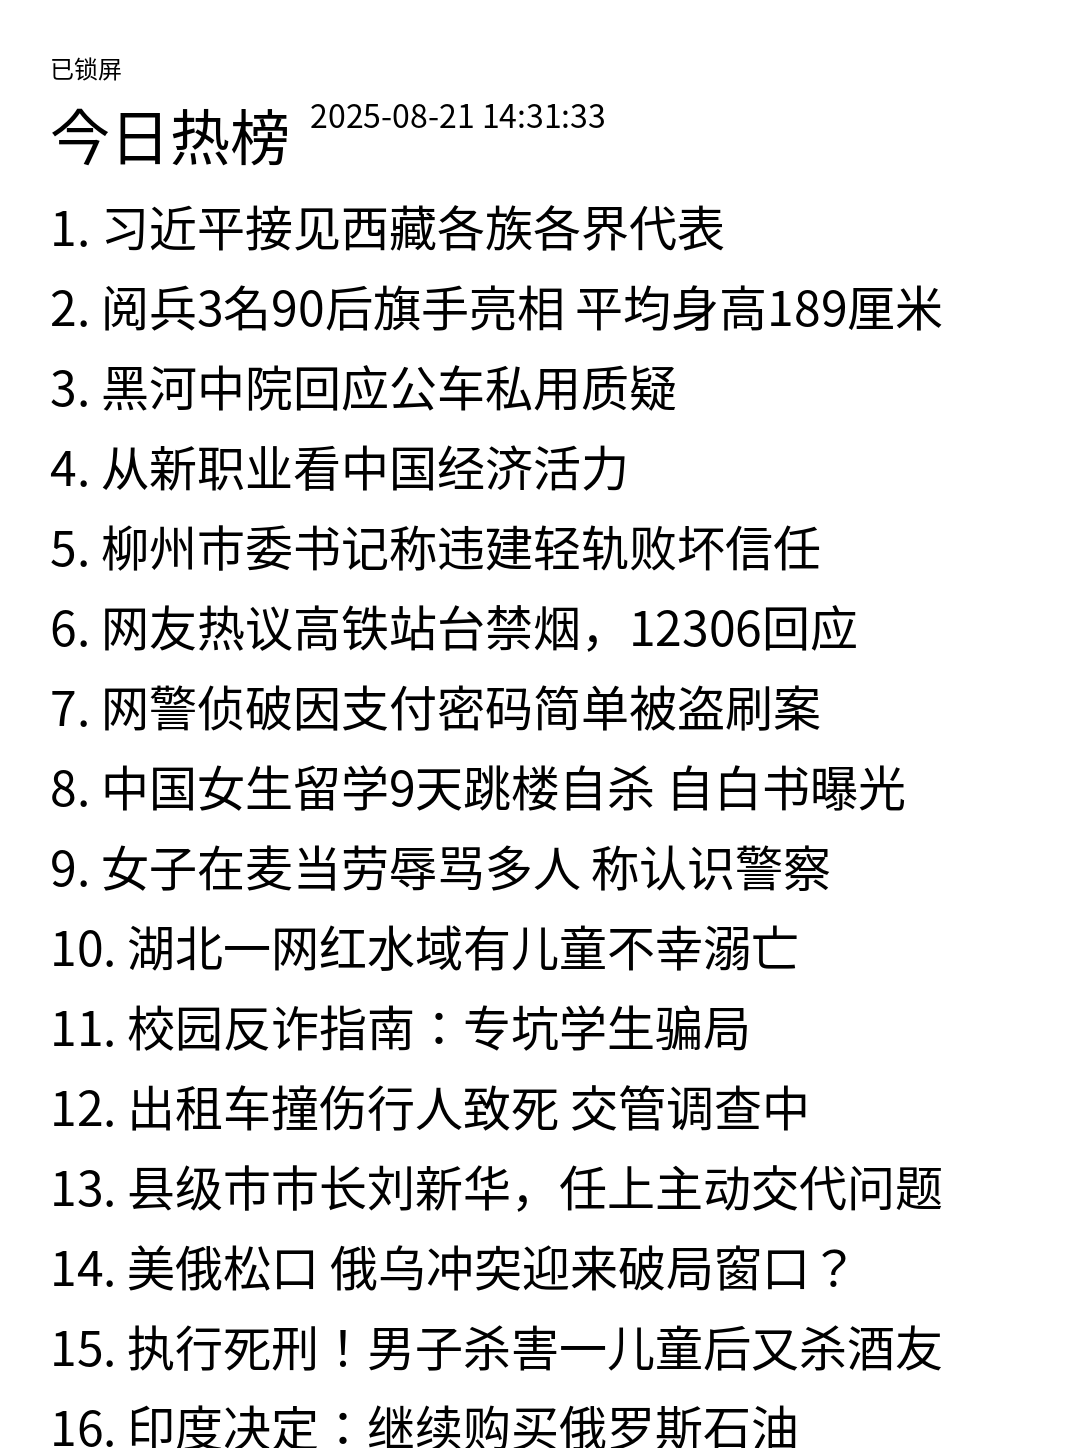 已锁屏
今日热榜 2025-08-21 14:31:33
1. 习近平接见西藏各族各界代表
2. 阅兵3名90后旗手亮相 平均身高189厘米
3. 黑河中院回应公车私用质疑
4. 从新职业看中国经济活力
5. 柳州市委书记称违建轻轨败坏信任
6. 网友热议高铁站台禁烟，12306回应
7. 网警侦破因支付密码简单被盗刷案
8. 中国女生留学9天跳楼自杀 自白书曝光
9. 女子在麦当劳辱骂多人 称认识警察
10. 湖北一网红水域有儿童不幸溺亡
11. 校园反诈指南：专坑学生骗局
12. 出租车撞伤行人致死 交管调查中
13. 县级市市长刘新华，任上主动交代问题
14. 美俄松口 俄乌冲突迎来破局窗口？
15. 执行死刑！男子杀害一儿童后又杀酒友
16. 印度决定：继续购买俄罗斯石油